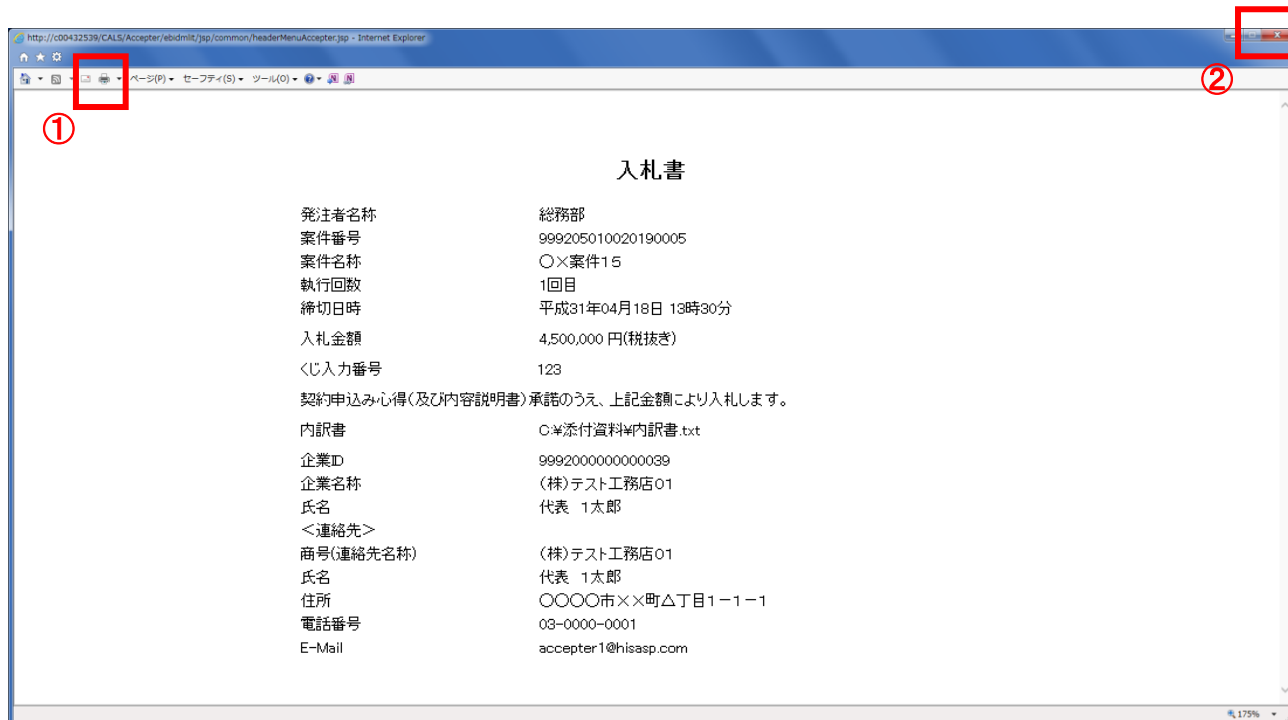 http://c00432539/CALS/Accepter/ebidmlit/jsp/common/headerMenuAccepter.jsp - Internet Explorer
ページ(P) セーフティ(S) ツール(O)
①
②
入札書
発注者名称 総務部
案件番号 999205010020190005
案件名称 ○×案件15
執行回数 1回目
締切日時 平成31年04月18日 13時30分
入札金額 4,500,000 円(税抜き)
くじ入力番号 123
契約申込み心得(及び内容説明書)承諾のうえ、上記金額により入札します。
内訳書 C:¥添付資料¥内訳書.txt
企業ID 9992000000000039
企業名称 (株)テスト工務店01
氏名 代表 1太郎
<連絡先>
商号(連絡先名称) (株)テスト工務店01
氏名 代表 1太郎
住所 ○○○○市××町△丁目1-1-1
電話番号 03-0000-0001
E-Mail accepter1@hisasp.com
175%